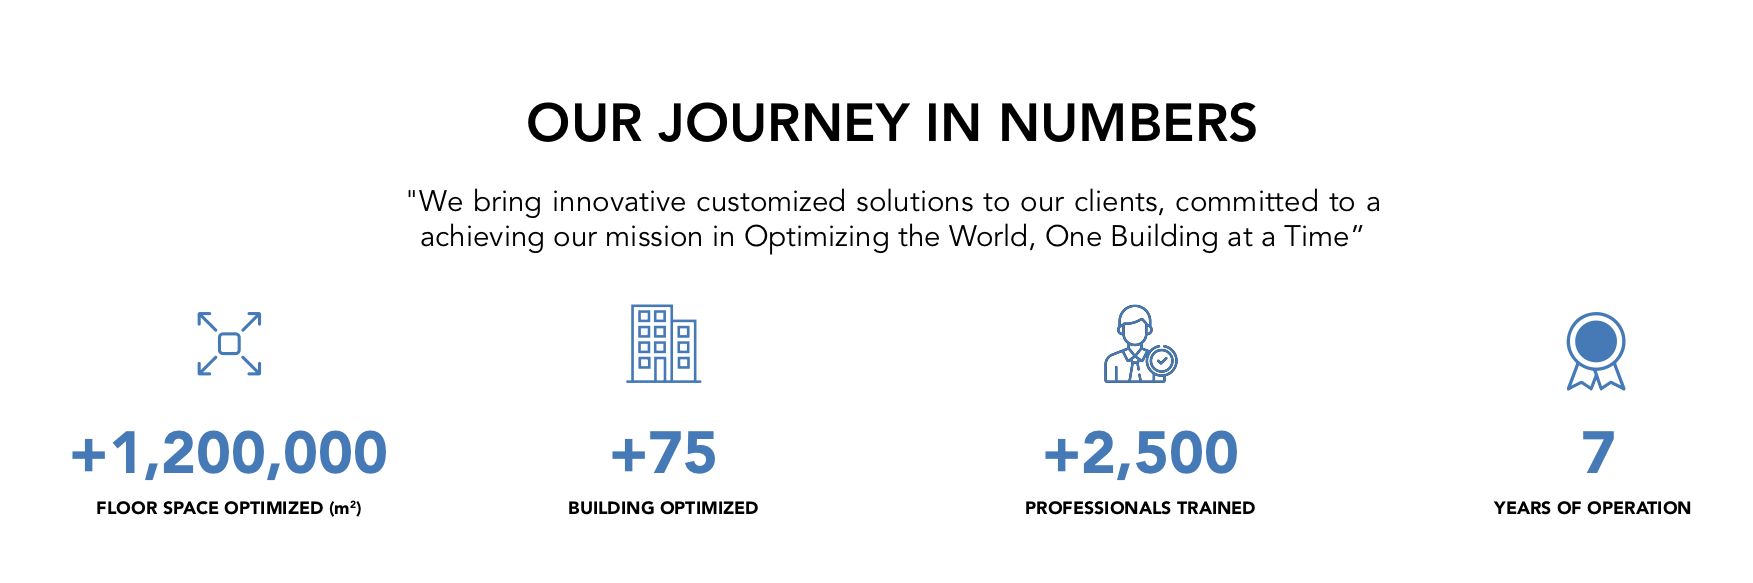 OUR JOURNEY IN NUMBERS
"We bring innovative customized solutions to our clients, committed to a
achieving our mission in Optimizing the World, One Building at a Time”
+1,200,000
FLOOR SPACE OPTIMIZED (m²)
+75
BUILDING OPTIMIZED
+2,500
PROFESSIONALS TRAINED
7
YEARS OF OPERATION